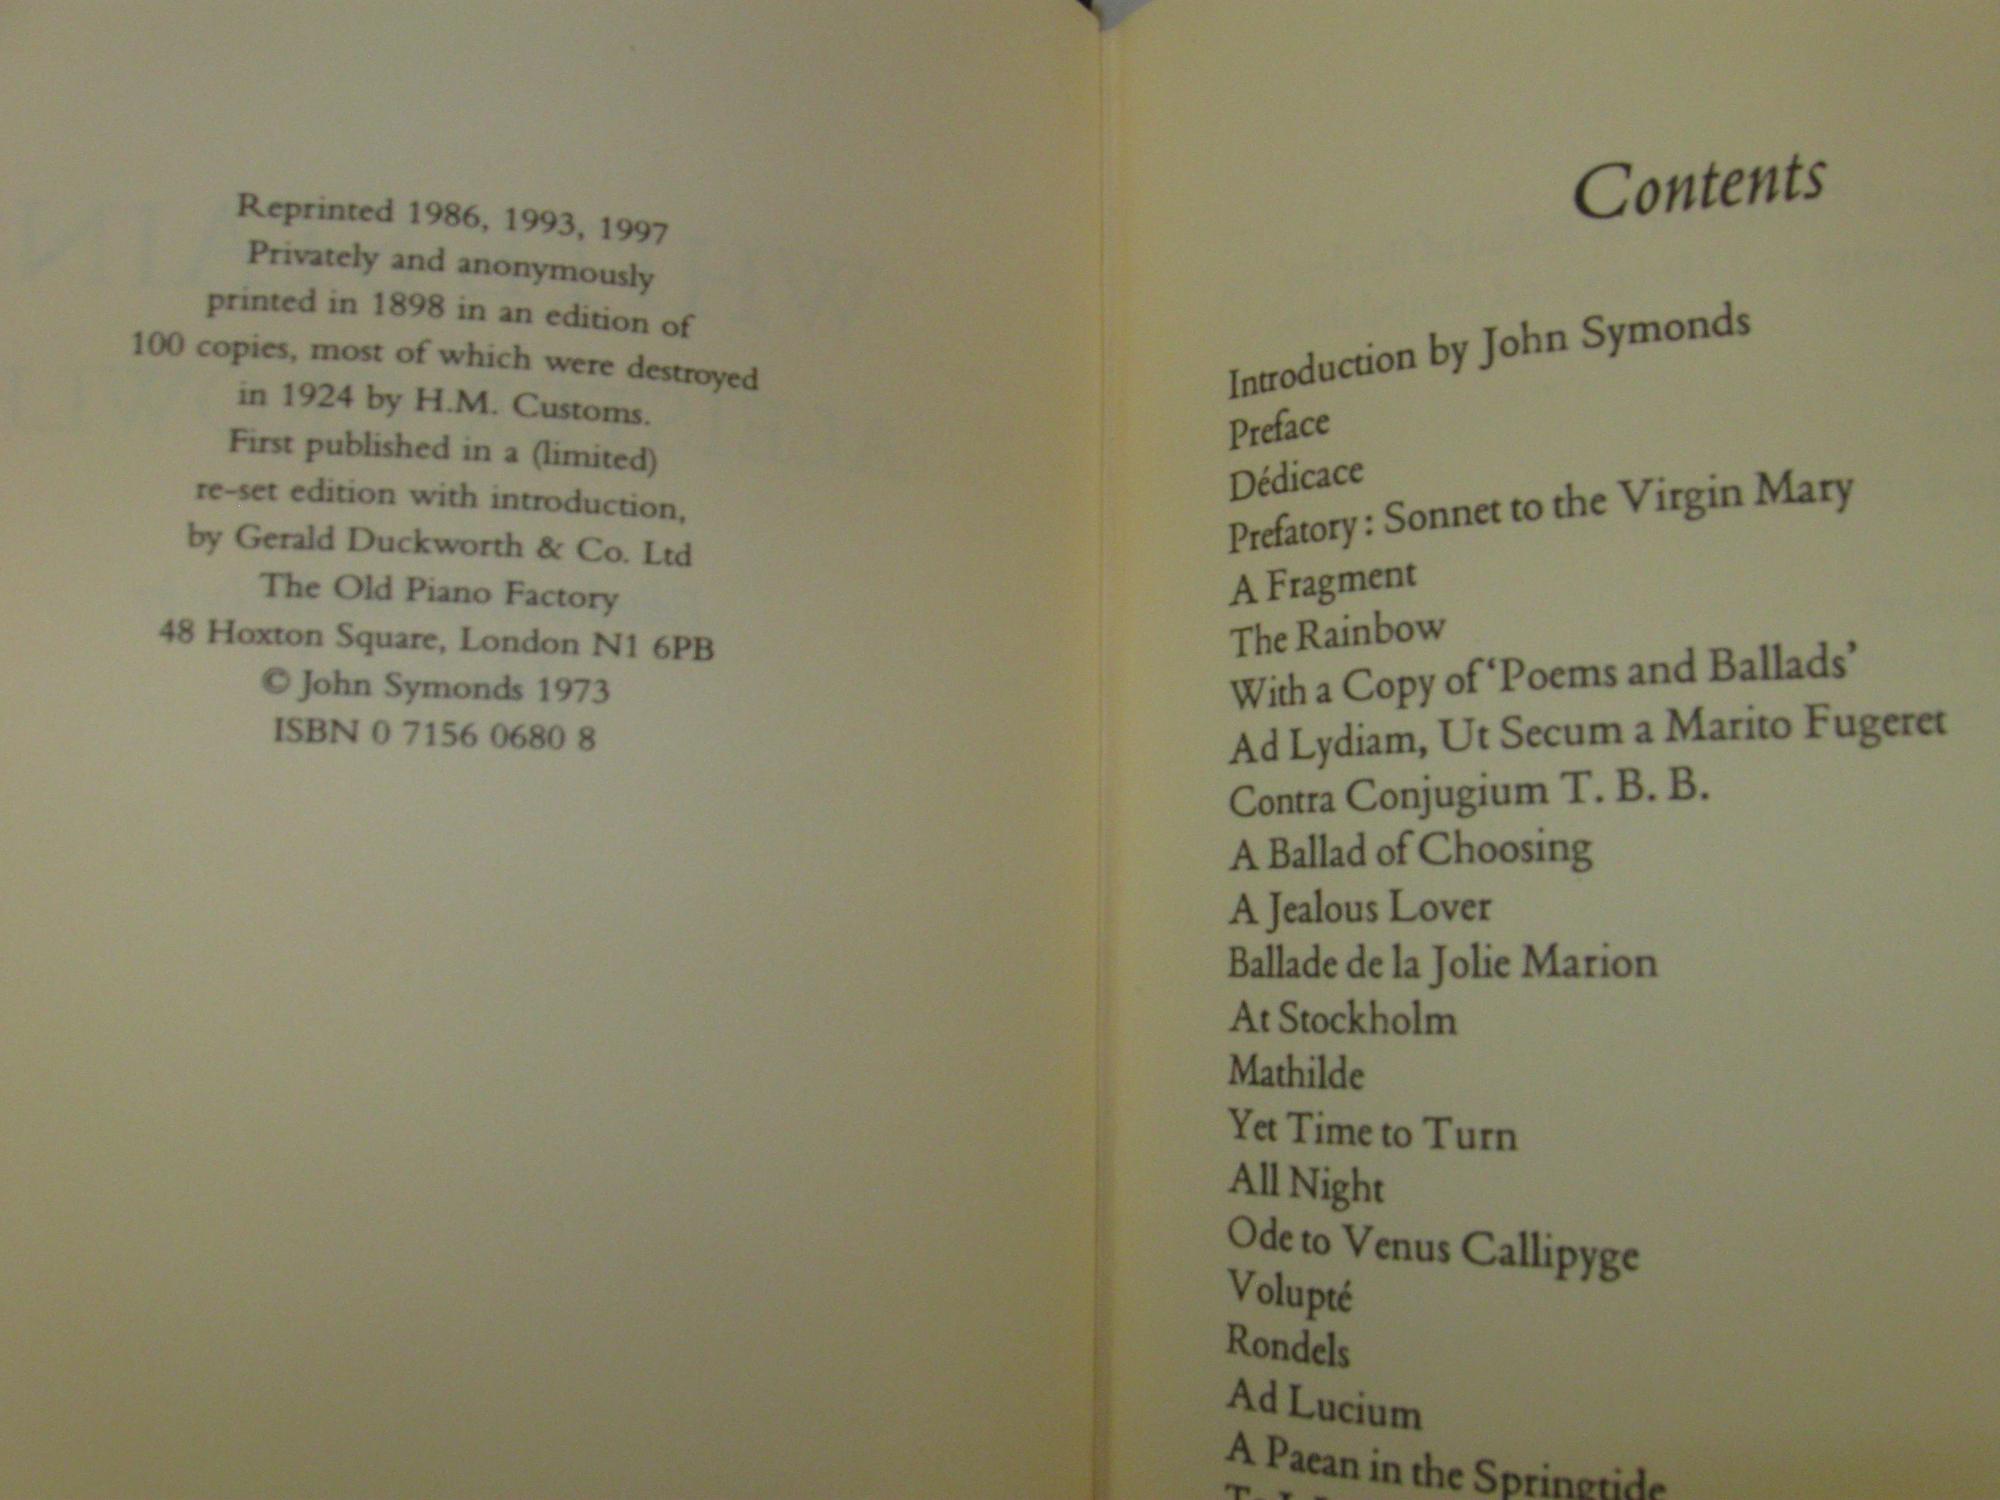 Reprinted 1986, 1993, 1997
Privately and anonymously
printed in 1898 in an edition of
100 copies, most of which were destroyed
in 1924 by H.M. Customs.
First published in a (limited)
re-set edition with introduction,
by Gerald Duckworth & Co. Ltd
The Old Piano Factory
48 Hoxton Square, London N1 6PB
© John Symonds 1973
ISBN 0 7156 0680 8
Contents
Introduction by John Symonds
Preface
Dédicace
Prefatory: Sonnet to the Virgin Mary
A Fragment
The Rainbow
With a Copy of ‘Poems and Ballads’
Ad Lydiam, Ut Secum a Marito Fugeret
Contra Conjugium T. B. B.
A Ballad of Choosing
A Jealous Lover
Ballade de la Jolie Marion
At Stockholm
Mathilde
Yet Time to Turn
All Night
Ode to Venus Callipyge
Volupté
Rondels
Ad Lucium
A Paean in the Springtide